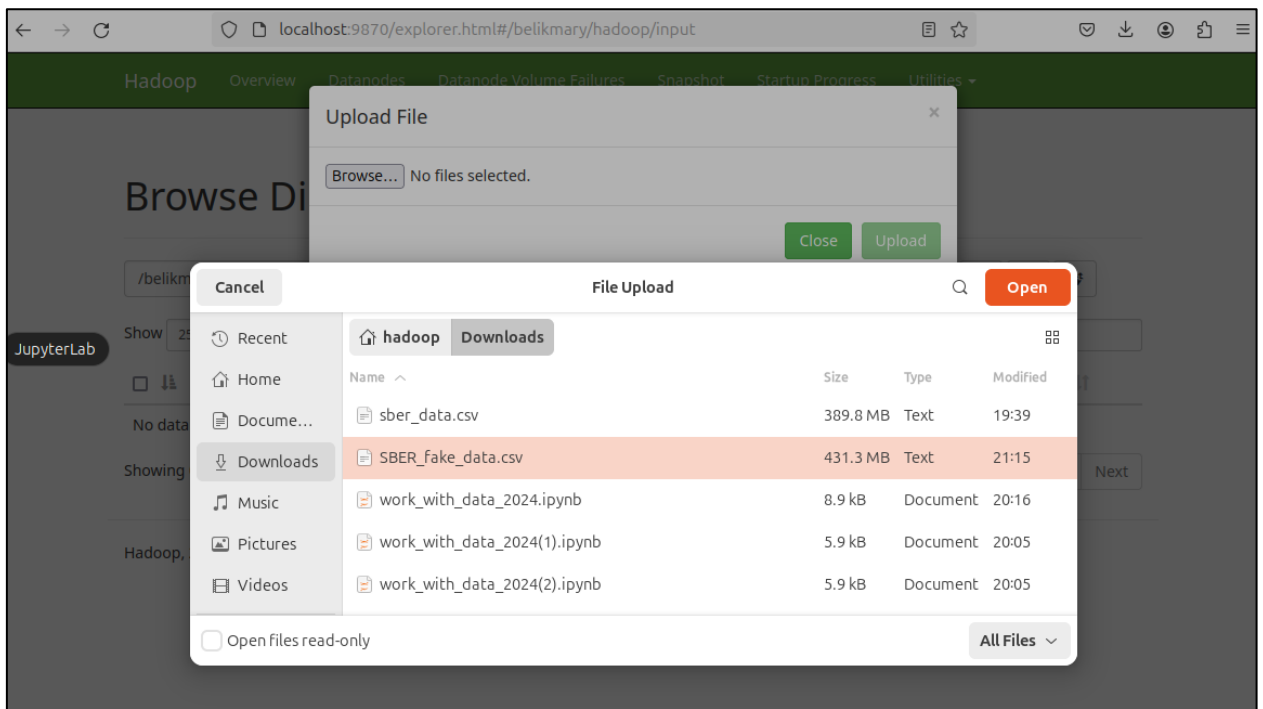 localhost:9870/explorer.html#/belikmary/hadoop/input
Hadoop Overview Datanodes Datanode Volume Failures Snapshot Startup Progress Utilities
Upload File ×
Browse... No files selected.
Browse Di
Close Upload
/belikm
Cancel File Upload Open
Show 25
JupyterLab
Recent
Home
Docume...
Downloads
Music
Pictures
Videos
hadoop Downloads
Name Size Type Modified
sber_data.csv 389.8 MB Text 19:39
SBER_fake_data.csv 431.3 MB Text 21:15
work_with_data_2024.ipynb 8.9 kB Document 20:16
work_with_data_2024(1).ipynb 5.9 kB Document 20:05
work_with_data_2024(2).ipynb 5.9 kB Document 20:05
No data
Showing
Next
Hadoop,
Open files read-only All Files